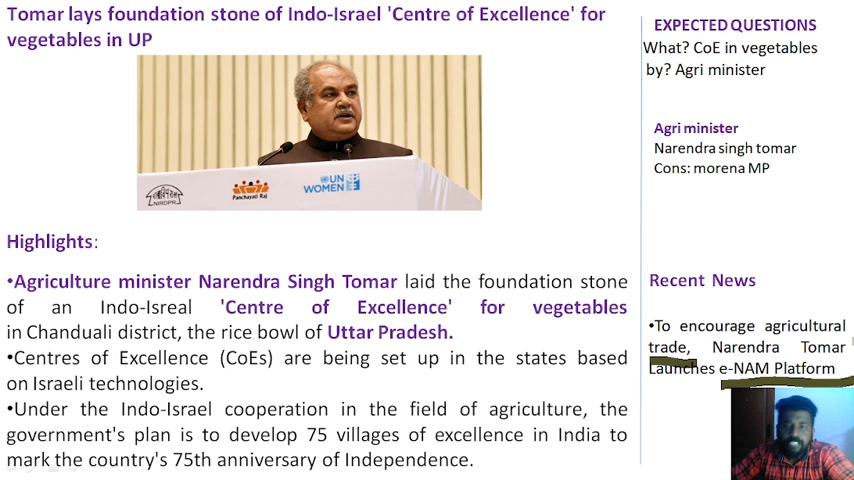 Tomar lays foundation stone of Indo-Israel 'Centre of Excellence' for
vegetables in UP
NIRDPR
Panchayati Raj
UN
WOMEN
Highlights:
•Agriculture minister Narendra Singh Tomar laid the foundation stone
of an Indo-Isreal 'Centre of Excellence' for vegetables
in Chanduali district, the rice bowl of Uttar Pradesh.
•Centres of Excellence (CoEs) are being set up in the states based
on Israeli technologies.
•Under the Indo-Israel cooperation in the field of agriculture, the
government's plan is to develop 75 villages of excellence in India to
mark the country's 75th anniversary of Independence.
EXPECTED QUESTIONS
What? CoE in vegetables
by? Agri minister
Agri minister
Narendra singh tomar
Cons: morena MP
Recent News
•To encourage agricultural
trade, Narendra Tomar
Launches e-NAM Platform